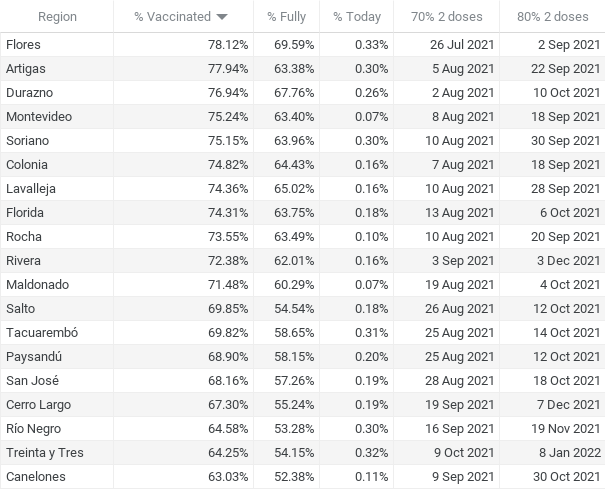 Region % Vaccinated % Fully % Today 70% 2 doses 80% 2 doses
Flores 78.12% 69.59% 0.33% 26 Jul 2021 2 Sep 2021
Artigas 77.94% 63.38% 0.30% 5 Aug 2021 22 Sep 2021
Durazno 76.94% 67.76% 0.26% 2 Aug 2021 10 Oct 2021
Montevideo 75.24% 63.40% 0.07% 8 Aug 2021 18 Sep 2021
Soriano 75.15% 63.96% 0.30% 10 Aug 2021 30 Sep 2021
Colonia 74.82% 64.43% 0.16% 7 Aug 2021 18 Sep 2021
Lavalleja 74.36% 65.02% 0.16% 10 Aug 2021 28 Sep 2021
Florida 74.31% 63.75% 0.18% 13 Aug 2021 6 Oct 2021
Rocha 73.55% 63.49% 0.10% 10 Aug 2021 20 Sep 2021
Rivera 72.38% 62.01% 0.16% 3 Sep 2021 3 Dec 2021
Maldonado 71.48% 60.29% 0.07% 19 Aug 2021 4 Oct 2021
Salto 69.85% 54.54% 0.18% 26 Aug 2021 12 Oct 2021
Tacuarembó 69.82% 58.65% 0.31% 25 Aug 2021 14 Oct 2021
Paysandú 68.90% 58.15% 0.20% 25 Aug 2021 12 Oct 2021
San José 68.16% 57.26% 0.19% 28 Aug 2021 18 Oct 2021
Cerro Largo 67.30% 55.24% 0.19% 19 Sep 2021 7 Dec 2021
Río Negro 64.58% 53.28% 0.30% 16 Sep 2021 19 Nov 2021
Treinta y Tres 64.25% 54.15% 0.32% 9 Oct 2021 8 Jan 2022
Canelones 63.03% 52.38% 0.11% 9 Sep 2021 30 Oct 2021